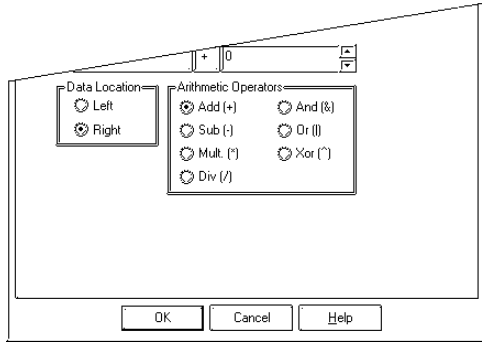 + 0
Data Location
Left
Right
Arithmetic Operators
Add (+)
Sub (-)
Mult. (*)
Div (/)
And (&)
Or (|)
Xor (^)
OK Cancel Help